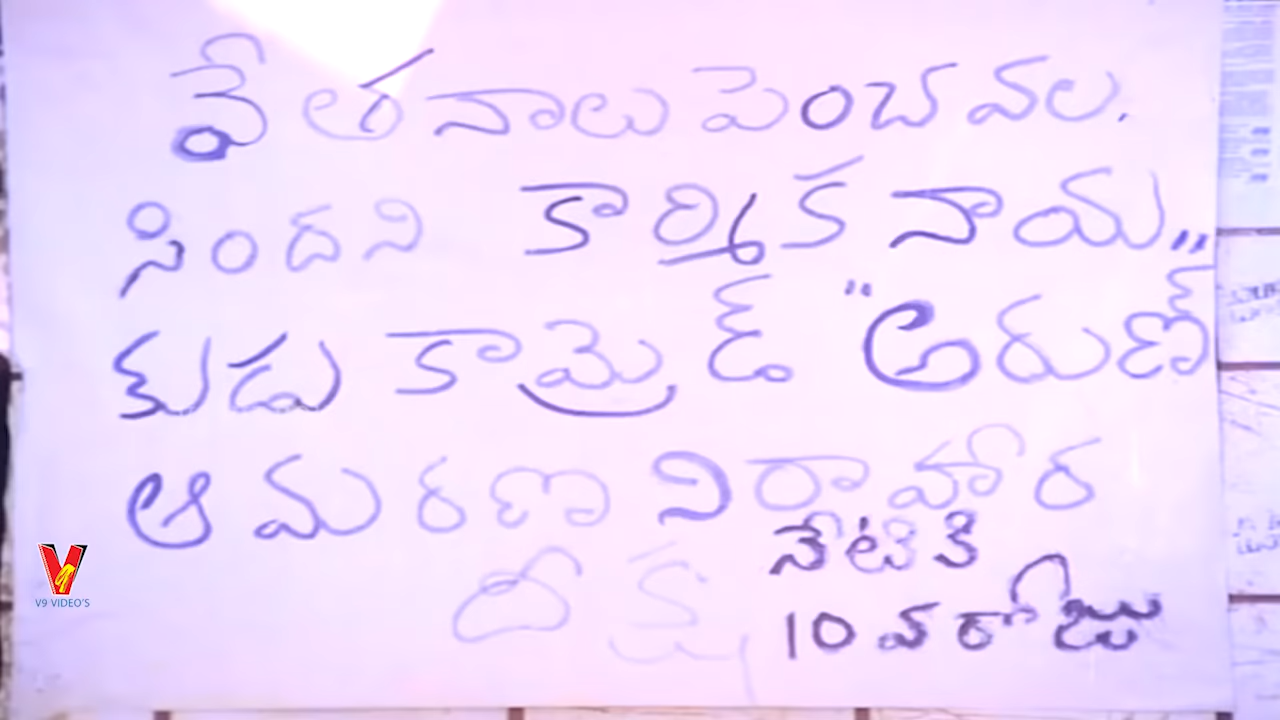 వేతనాలు పెంచవల.
సిందని కార్మిక నాయ,,
కుడు కామ్రెడ్ "అరుణ్"
ఆమరణ నిరాహార
దీక్ష నేటికి
10వ రోజు
V9 VIDEO'S